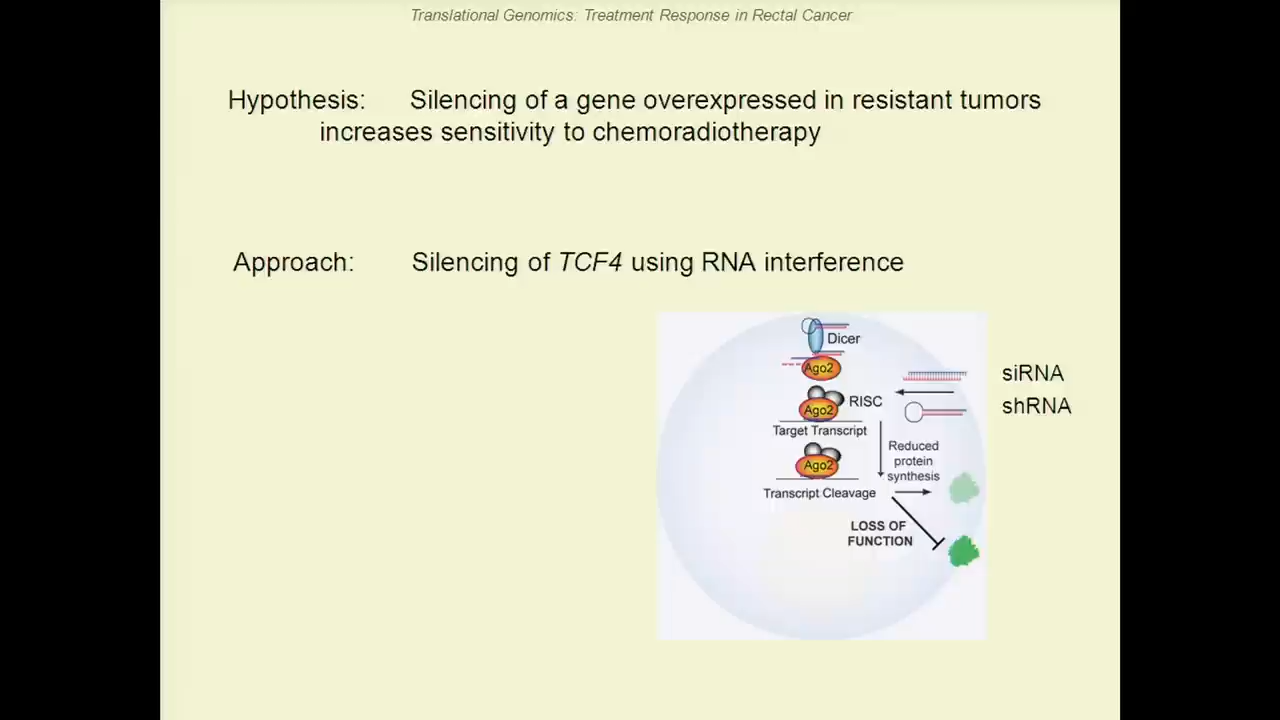 Translational Genomics: Treatment Response in Rectal Cancer
Hypothesis: Silencing of a gene overexpressed in resistant tumors
increases sensitivity to chemoradiotherapy
Approach: Silencing of TCF4 using RNA interference
Dicer
Ago2
siRNA
RISC
Ago2
shRNA
Target Transcript
Reduced
protein
synthesis
Ago2
Transcript Cleavage
LOSS OF
FUNCTION